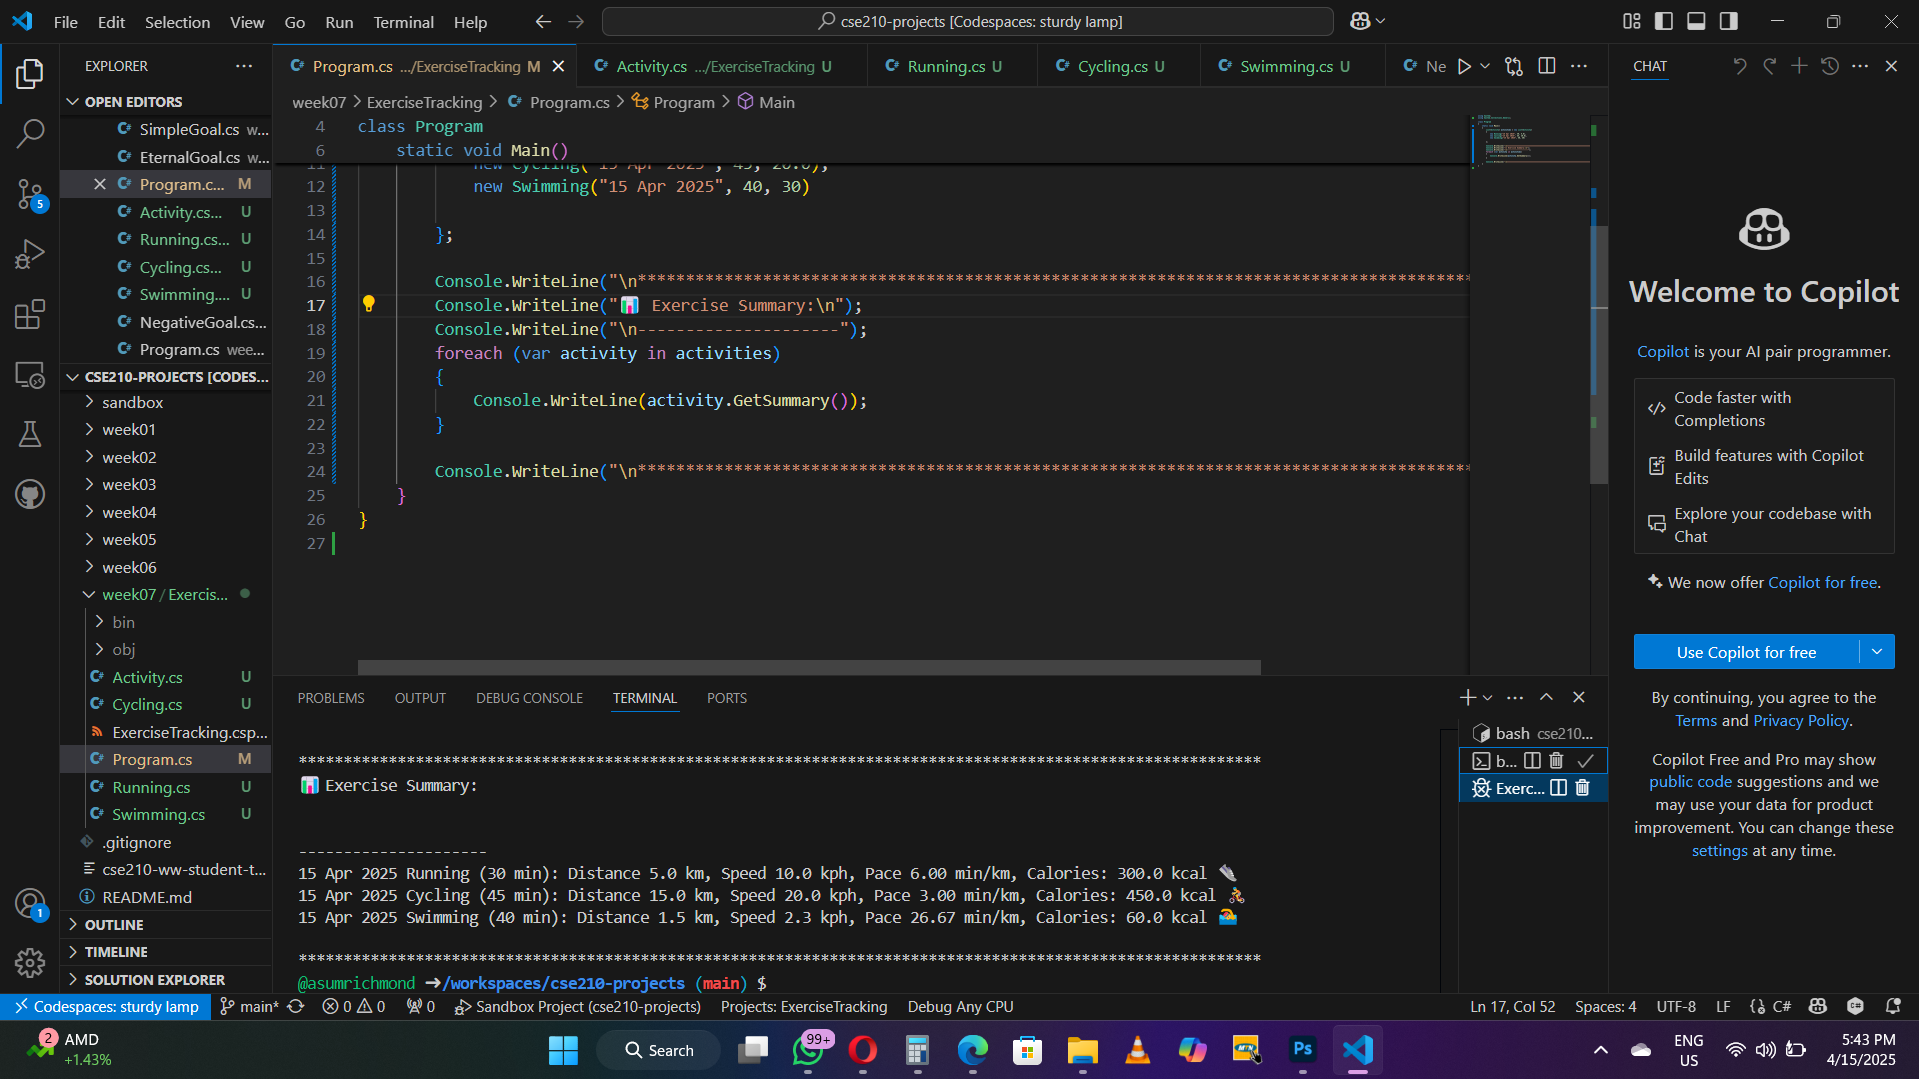 File Edit Selection View Go Run Terminal Help
cse210-projects [Codespaces: sturdy lamp]
EXPLORER
OPEN EDITORS
SimpleGoal.cs w...
EternalGoal.cs w...
Program.c... M
Activity.cs... U
Running.cs... U
Cycling.cs... U
Swimming.... U
NegativeGoal.cs...
Program.cs wee...
CSE210-PROJECTS [CODES...
sandbox
week01
week02
week03
week04
week05
week06
week07 / Exercis...
bin
obj
Activity.cs U
Cycling.cs U
ExerciseTracking.csp...
Program.cs M
Running.cs U
Swimming.cs U
.gitignore
cse210-ww-student-t...
README.md
OUTLINE
TIMELINE
SOLUTION EXPLORER
5
1
Program.cs .../ExerciseTracking M
Activity.cs .../ExerciseTracking U
Running.cs U
Cycling.cs U
Swimming.cs U
Ne
week07 > ExerciseTracking > Program.cs > Program > Main
4 class Program
6 static void Main()
11 new Cycling("15 Apr 2025", 45, 20.0),
12 new Swimming("15 Apr 2025", 40, 30)
13
14 };
15
16 Console.WriteLine("\n***************************************************************************************
17 Console.WriteLine("📊 Exercise Summary:\n");
18 Console.WriteLine("\n---------------------");
19 foreach (var activity in activities)
20 {
21 Console.WriteLine(activity.GetSummary());
22 }
23
24 Console.WriteLine("\n***************************************************************************************
25 }
26 }
27
PROBLEMS OUTPUT DEBUG CONSOLE TERMINAL PORTS
***********************************************************************************************************
📊 Exercise Summary:
---------------------
15 Apr 2025 Running (30 min): Distance 5.0 km, Speed 10.0 kph, Pace 6.00 min/km, Calories: 300.0 kcal 👟
15 Apr 2025 Cycling (45 min): Distance 15.0 km, Speed 20.0 kph, Pace 3.00 min/km, Calories: 450.0 kcal 🚴
15 Apr 2025 Swimming (40 min): Distance 1.5 km, Speed 2.3 kph, Pace 26.67 min/km, Calories: 60.0 kcal 🏊
***********************************************************************************************************
@asumrichmond ➜/workspaces/cse210-projects (main) $
bash cse210...
b...
Exerc...
CHAT
Welcome to Copilot
Copilot is your AI pair programmer.
Code faster with
Completions
Build features with Copilot
Edits
Explore your codebase with
Chat
We now offer Copilot for free.
Use Copilot for free
By continuing, you agree to the
Terms and Privacy Policy.
Copilot Free and Pro may show
public code suggestions and we
may use your data for product
improvement. You can change these
settings at any time.
Codespaces: sturdy lamp main* 0 0 0 Sandbox Project (cse210-projects) Projects: ExerciseTracking Debug Any CPU Ln 17, Col 52 Spaces: 4 UTF-8 LF {} C#
2
AMD
+1.43%
Search
99+
MTN
Ps
ENG
US
5:43 PM
4/15/2025